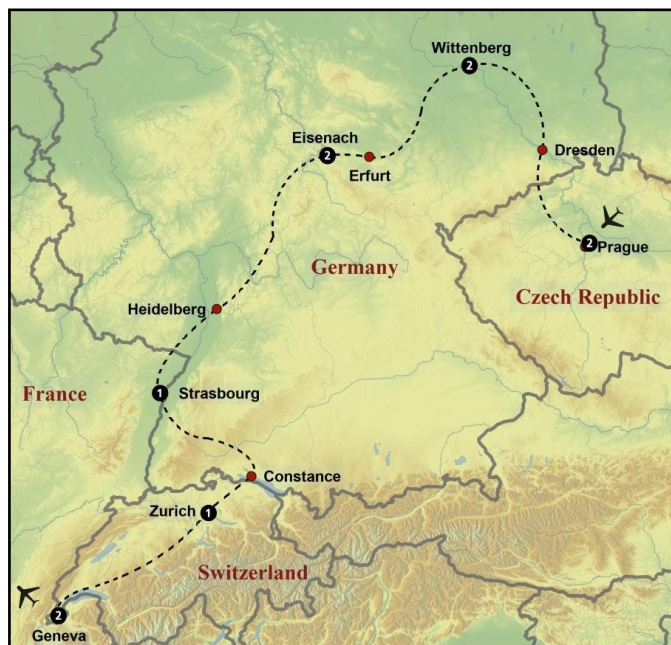 Wittenberg
2
Eisenach
2
Erfurt
Dresden
2
Prague
Germany
Czech Republic
Heidelberg
France
1
Strasbourg
Constance
Zurich
1
Switzerland
2
Geneva